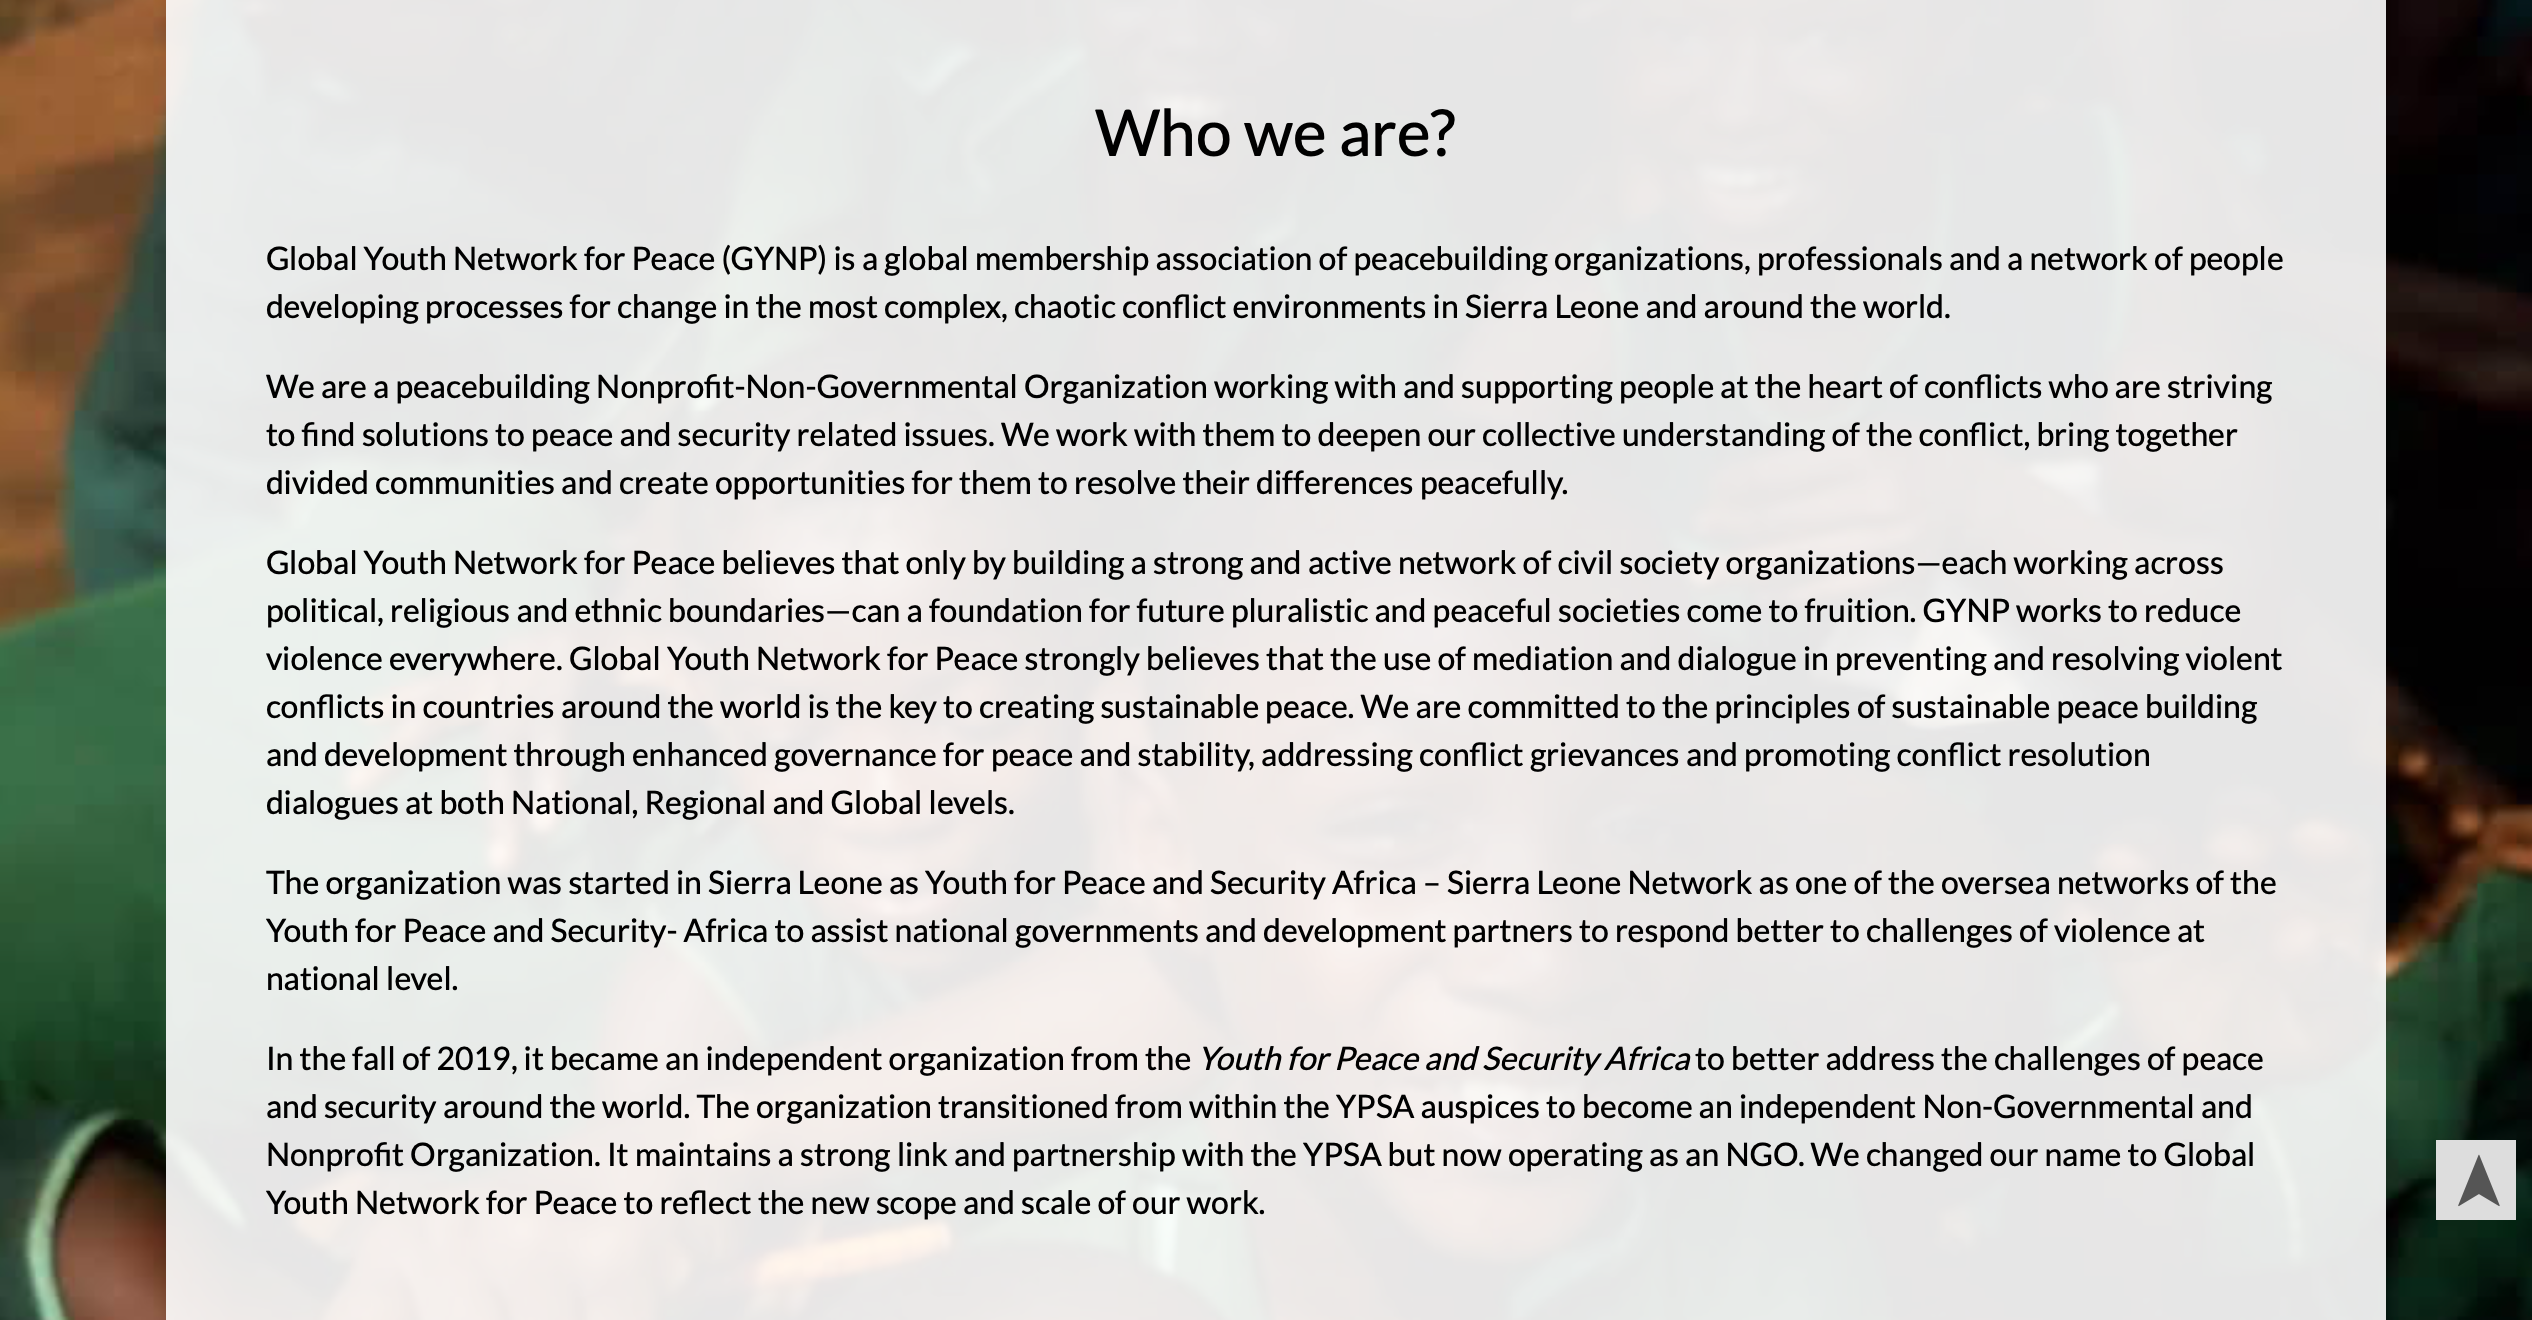 Who we are?
Global Youth Network for Peace (GYNP) is a global membership association of peacebuilding organizations, professionals and a network of people
developing processes for change in the most complex, chaotic conflict environments in Sierra Leone and around the world.
We are a peacebuilding Nonprofit-Non-Governmental Organization working with and supporting people at the heart of conflicts who are striving
to find solutions to peace and security related issues. We work with them to deepen our collective understanding of the conflict, bring together
divided communities and create opportunities for them to resolve their differences peacefully.
Global Youth Network for Peace believes that only by building a strong and active network of civil society organizations—each working across
political, religious and ethnic boundaries—can a foundation for future pluralistic and peaceful societies come to fruition. GYNP works to reduce
violence everywhere. Global Youth Network for Peace strongly believes that the use of mediation and dialogue in preventing and resolving violent
conflicts in countries around the world is the key to creating sustainable peace. We are committed to the principles of sustainable peace building
and development through enhanced governance for peace and stability, addressing conflict grievances and promoting conflict resolution
dialogues at both National, Regional and Global levels.
The organization was started in Sierra Leone as Youth for Peace and Security Africa – Sierra Leone Network as one of the oversea networks of the
Youth for Peace and Security- Africa to assist national governments and development partners to respond better to challenges of violence at
national level.
In the fall of 2019, it became an independent organization from the Youth for Peace and Security Africa to better address the challenges of peace
and security around the world. The organization transitioned from within the YPSA auspices to become an independent Non-Governmental and
Nonprofit Organization. It maintains a strong link and partnership with the YPSA but now operating as an NGO. We changed our name to Global
Youth Network for Peace to reflect the new scope and scale of our work.